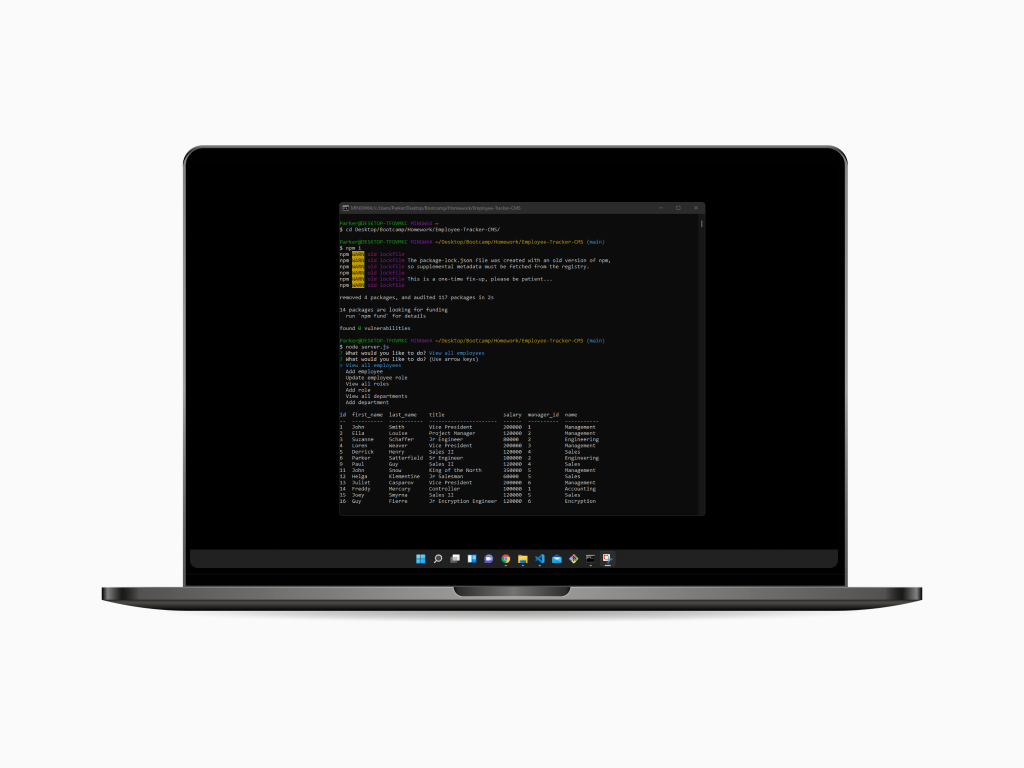 MINGW64:/c/Users/Parker/Desktop/Bootcamp/Homework/Employee-Tracker-CMS
Parker@DESKTOP-TFOVMKC MINGW64 ~
$ cd Desktop/Bootcamp/Homework/Employee-Tracker-CMS/
Parker@DESKTOP-TFOVMKC MINGW64 ~/Desktop/Bootcamp/Homework/Employee-Tracker-CMS (main)
$ npm i
npm WARN old lockfile
npm WARN old lockfile The package-lock.json file was created with an old version of npm,
npm WARN old lockfile so supplemental metadata must be fetched from the registry.
npm WARN old lockfile
npm WARN old lockfile This is a one-time fix-up, please be patient...
npm WARN old lockfile
removed 4 packages, and audited 117 packages in 2s
14 packages are looking for funding
run `npm fund` for details
found 0 vulnerabilities
Parker@DESKTOP-TFOVMKC MINGW64 ~/Desktop/Bootcamp/Homework/Employee-Tracker-CMS (main)
$ node server.js
? What would you like to do? View all employees
? What would you like to do? (Use arrow keys)
> View all employees
Add employee
Update employee role
View all roles
Add role
View all departments
Add department
id first_name last_name title salary manager_id name
-- ---------- --------- ---------------------- ------ ---------- -----------
1 John Smith Vice President 200000 1 Management
2 Ella Louise Project Manager 120000 2 Management
3 Suzanne Schaffer Jr Engineer 80000 2 Engineering
4 Loren Weaver Vice President 200000 3 Management
5 Derrick Henry Sales II 120000 4 Sales
6 Parker Satterfield Sr Engineer 100000 2 Engineering
9 Paul Guy Sales II 120000 4 Sales
11 John Snow King of the North 350000 5 Management
12 Helga Klementine Jr Salesman 60000 5 Sales
13 Juliet Casparov Vice President 200000 6 Management
14 Freddy Mercury Controller 100000 1 Accounting
15 Joey Smyrna Sales II 120000 5 Sales
16 Guy Fierre Jr Encryption Engineer 120000 6 Encryption